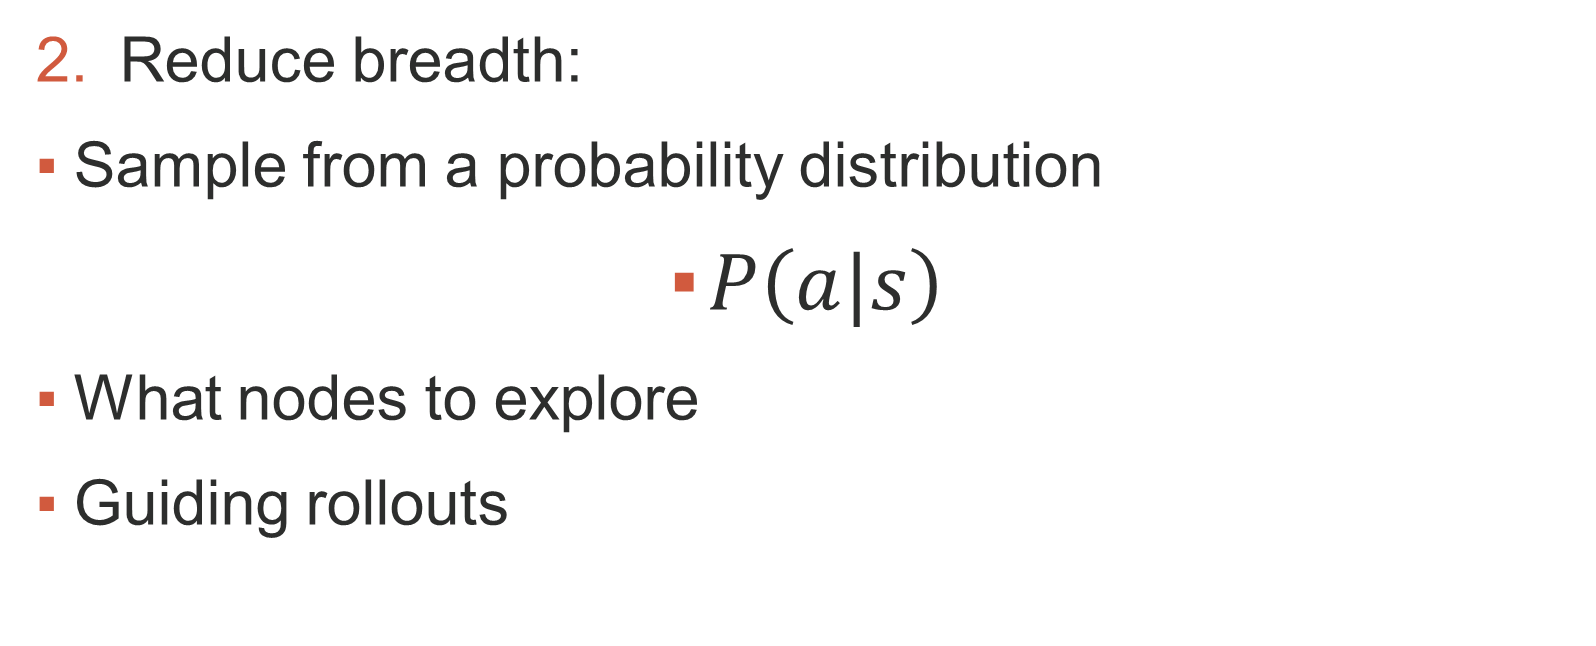 2. Reduce breadth:
▪ Sample from a probability distribution
▪ P(a|s)
▪ What nodes to explore
▪ Guiding rollouts